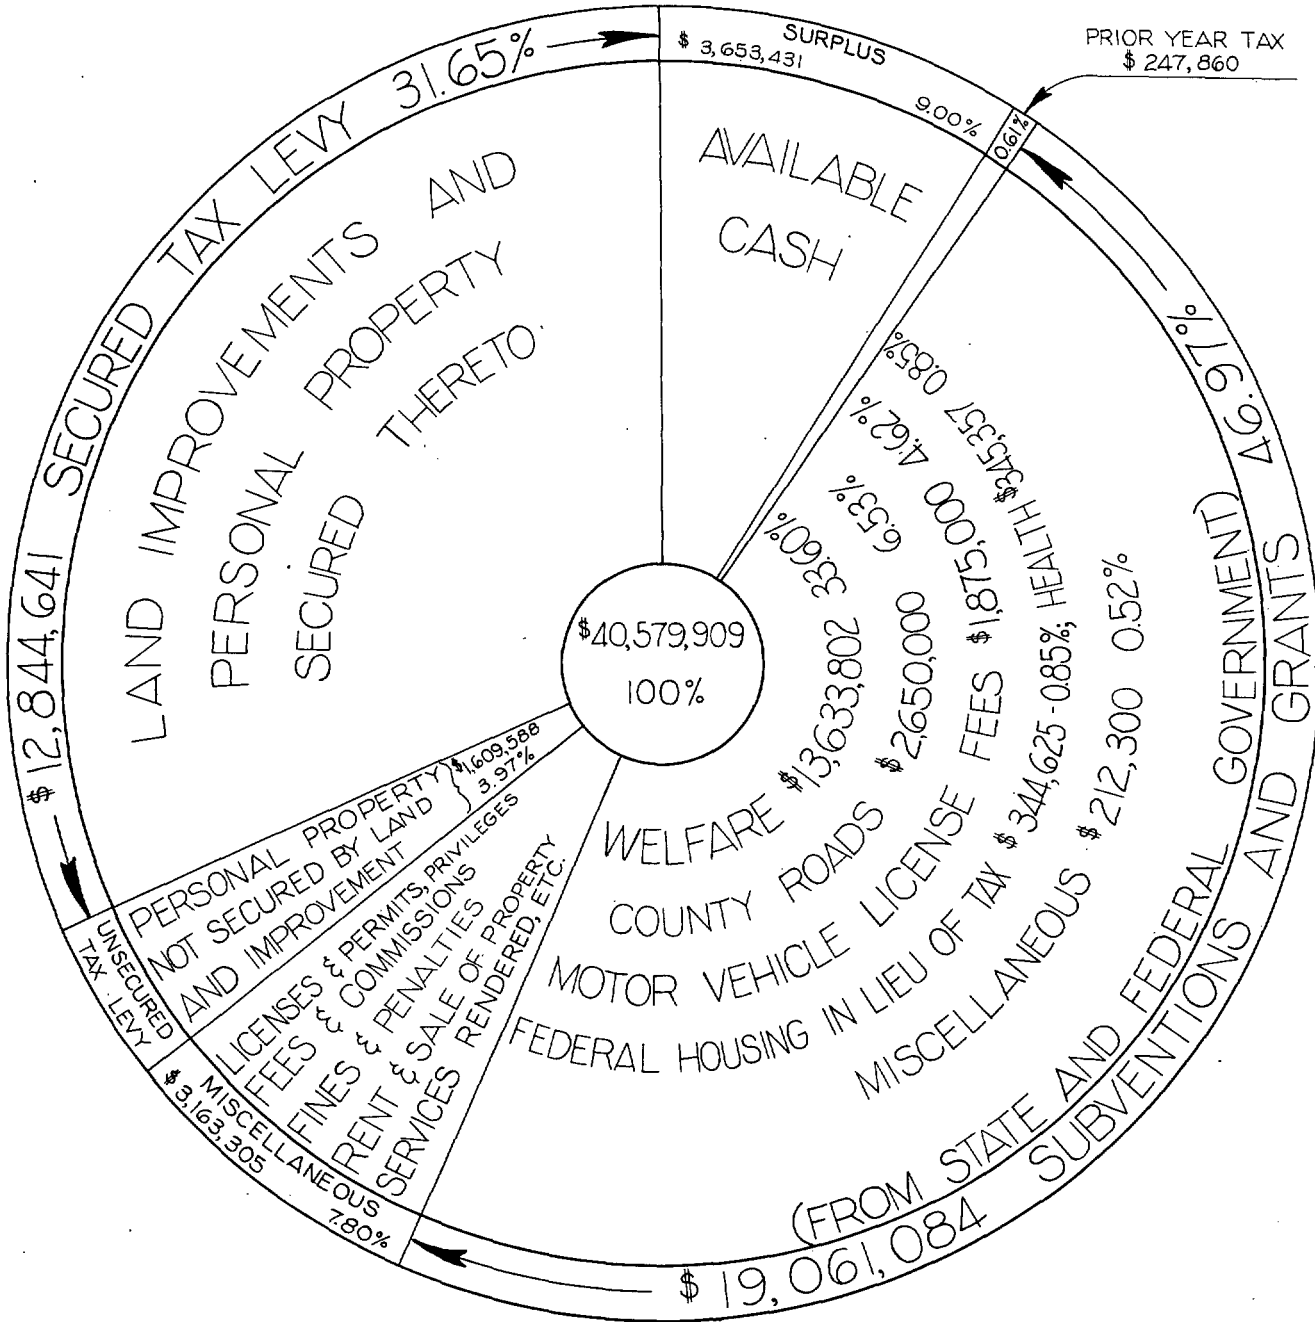 PRIOR YEAR TAX
$ 247,860
0.61%
SURPLUS
$ 3,653,431
9.00%
AVAILABLE
CASH
$ 12,844,641 SECURED TAX LEVY 31.65%
LAND IMPROVEMENTS AND
PERSONAL PROPERTY
SECURED THERETO
$40,579,909
100%
46.97%
$ 19,061,084 SUBVENTIONS AND GRANTS
(FROM STATE AND FEDERAL GOVERNMENT)
WELFARE $13,633,802 33.60%
COUNTY ROADS $2,650,000 6.53%
MOTOR VEHICLE LICENSE FEES $1,875,000 4.62%
FEDERAL HOUSING IN LIEU OF TAX $344,625-0.85%; HEALTH $345,357 0.85%
MISCELLANEOUS $212,300 0.52%
UNSECURED
TAX LEVY
PERSONAL PROPERTY
NOT SECURED BY LAND
AND IMPROVEMENT
$1,609,588
3.97%
MISCELLANEOUS
$3,163,305
7.80%
LICENSES & PERMITS, PRIVILEGES
FEES & COMMISSIONS
FINES & PENALTIES
RENT & SALE OF PROPERTY
SERVICES RENDERED, ETC.